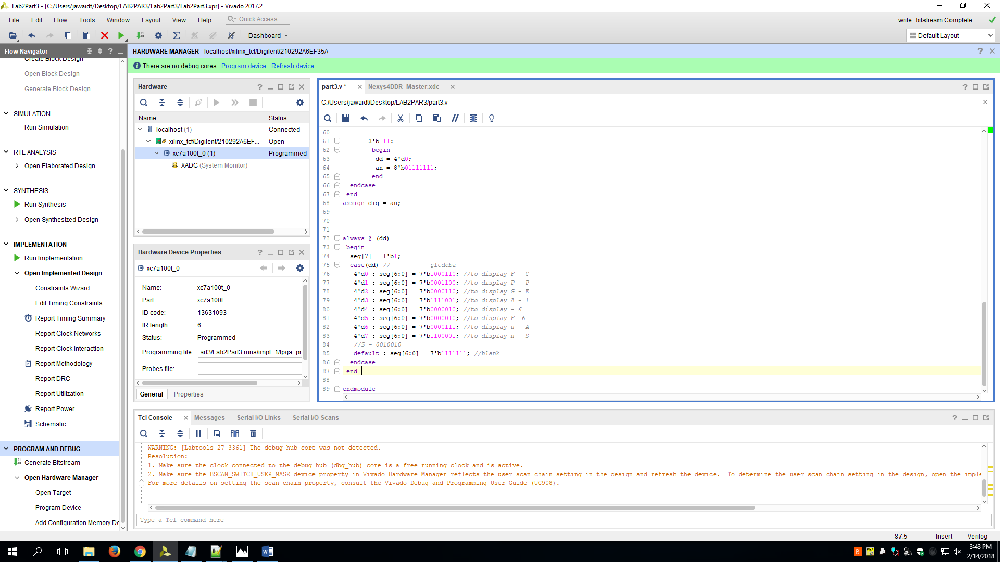 Lab2Part3 - [C:/Users/jawaidt/Desktop/LAB2PAR3/Lab2Part3/Lab2Part3.xpr] - Vivado 2017.2
File Edit Flow Tools Window Layout View Help Quick Access
write_bitstream Complete
Dashboard
Default Layout
Flow Navigator
Create Block Design
Open Block Design
Generate Block Design
SIMULATION
Run Simulation
RTL ANALYSIS
Open Elaborated Design
SYNTHESIS
Run Synthesis
Open Synthesized Design
IMPLEMENTATION
Run Implementation
Open Implemented Design
Constraints Wizard
Edit Timing Constraints
Report Timing Summary
Report Clock Networks
Report Clock Interaction
Report Methodology
Report DRC
Report Utilization
Report Power
Schematic
PROGRAM AND DEBUG
Generate Bitstream
Open Hardware Manager
Open Target
Program Device
Add Configuration Memory De
HARDWARE MANAGER - localhost/xilinx_tcf/Digilent/210292A6EF35A
There are no debug cores. Program device Refresh device
Hardware
Name Status
localhost (1) Connected
xilinx_tcf/Digilent/210292A6EF... Open
xc7a100t_0 (1) Programmed
XADC (System Monitor)
Hardware Device Properties
xc7a100t_0
Name: xc7a100t_0
Part: xc7a100t
ID code: 13631093
IR length: 6
Status: Programmed
Programming file: art3/Lab2Part3.runs/impl_1/fpga_pr
Probes file:
General Properties
part3.v * Nexys4DDR_Master.xdc
C:/Users/jawaidt/Desktop/LAB2PAR3/part3.v
60
61 3'b111:
62 begin
63 dd = 4'd0;
64 an = 8'b01111111;
65 end
66 endcase
67 end
68 assign dig = an;
69
70
71
72 always @ (dd)
73 begin
74 seg[7] = 1'b1;
75 case(dd) // gfedcba
76 4'd0 : seg[6:0] = 7'b1000110; //to display F - C
77 4'd1 : seg[6:0] = 7'b0001100; //to display P - P
78 4'd2 : seg[6:0] = 7'b0000110; //to display G - E
79 4'd3 : seg[6:0] = 7'b1111001; //to display A - 1
80 4'd4 : seg[6:0] = 7'b0000010; //to display - 6
81 4'd5 : seg[6:0] = 7'b0000010; //to display F -6
82 4'd6 : seg[6:0] = 7'b0000111; //to display u - A
83 4'd7 : seg[6:0] = 7'b1100001; //to display n - S
84 //S - 0010010
85 default : seg[6:0] = 7'b1111111; //blank
86 endcase
87 end
88
89 endmodule
Tcl Console Messages Serial I/O Links Serial I/O Scans
WARNING: [Labtools 27-3361] The debug hub core was not detected.
Resolution:
1. Make sure the clock connected to the debug hub (dbg_hub) core is a free running clock and is active.
2. Make sure the BSCAN_SWITCH_USER_MASK device property in Vivado Hardware Manager reflects the user scan chain setting in the design and refresh the device. To determine the user scan chain setting in the design, open the imple
For more details on setting the scan chain property, consult the Vivado Debug and Programming User Guide (UG908).
Type a Tcl command here
87:5 Insert Verilog
3:43 PM
2/14/2018